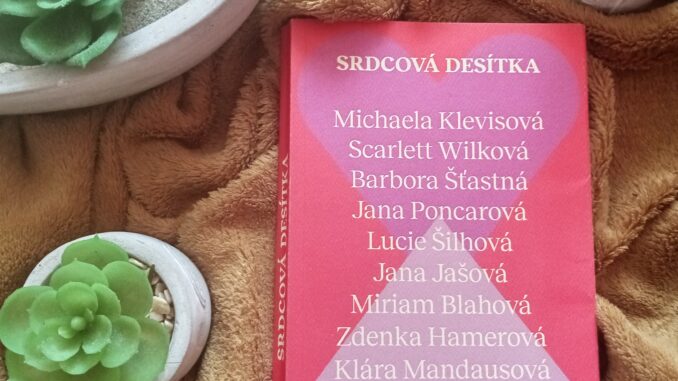 SRDCOVÁ DESÍTKA
Michaela Klevisová
Scarlett Wilková
Barbora Šťastná
Jana Poncarová
Lucie Šilhová
Jana Jašová
Miriam Blahová
Zdenka Hamerová
Klára Mandausová
SRDCOVÝ DESÍTKA